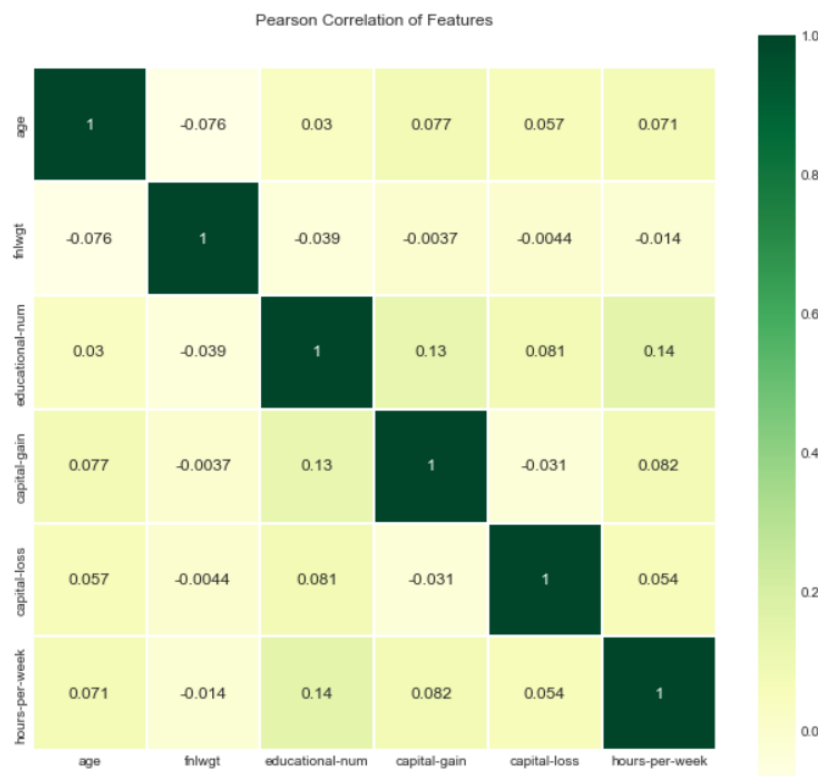 Pearson Correlation of Features
1.0
age 1 -0.076 0.03 0.077 0.057 0.071
0.8
fnlwgt -0.076 1 -0.039 -0.0037 -0.0044 -0.014
0.6
educational-num 0.03 -0.039 1 0.13 0.081 0.14
0.4
capital-gain 0.077 -0.0037 0.13 1 -0.031 0.082
0.2
capital-loss 0.057 -0.0044 0.081 -0.031 1 0.054
hours-per-week 0.071 -0.014 0.14 0.082 0.054 1
0.0
age fnlwgt educational-num capital-gain capital-loss hours-per-week